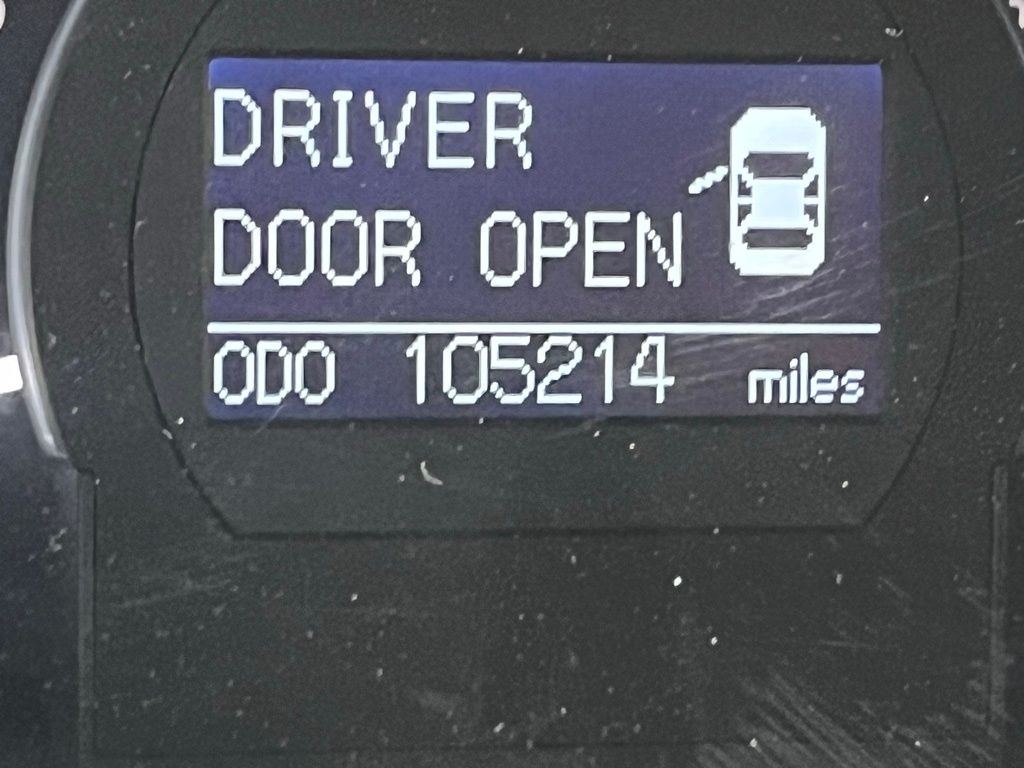 DRIVER
DOOR OPEN
ODO 105214 miles